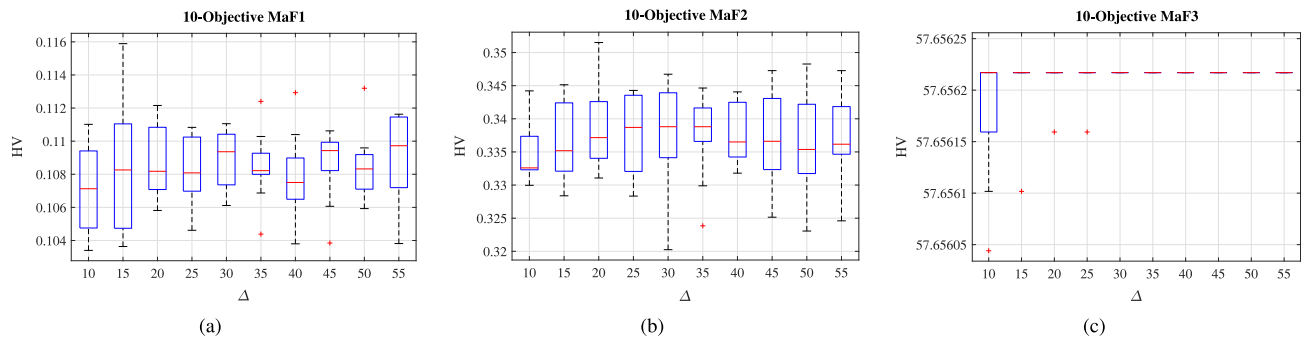 10-Objective MaF1
0.116
0.114
0.112
0.11
0.108
0.106
0.104
HV
10 15 20 25 30 35 40 45 50 55
Δ
(a)
10-Objective MaF2
0.35
0.345
0.34
0.335
0.33
0.325
0.32
HV
10 15 20 25 30 35 40 45 50 55
Δ
(b)
10-Objective MaF3
57.65625
57.6562
57.65615
57.6561
57.65605
HV
10 15 20 25 30 35 40 45 50 55
Δ
(c)